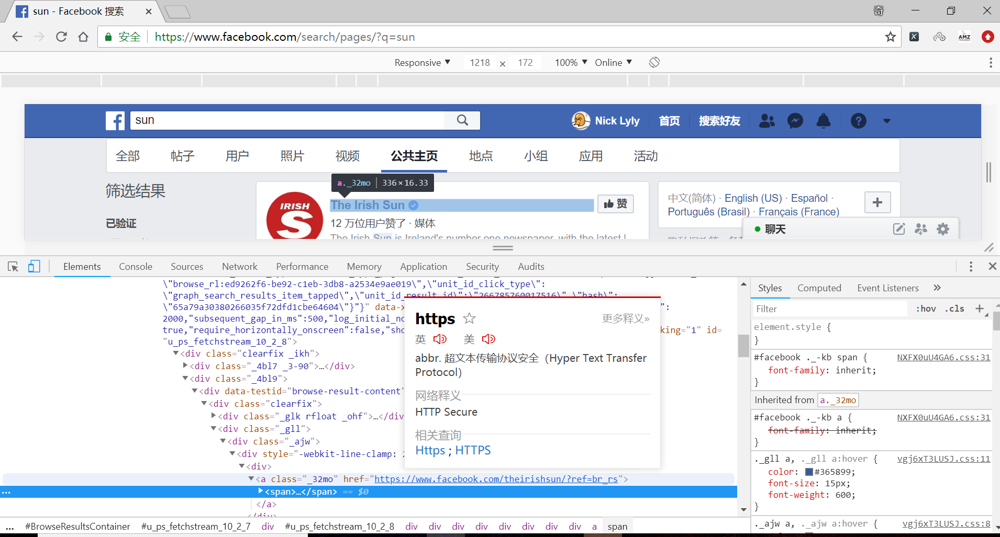 sun - Facebook 搜索
奇
安全 https://www.facebook.com/search/pages/?q=sun
X AMZ
Responsive 1218 × 172 100% Online
sun
Nick Lyly 首页 搜索好友
全部 帖子 用户 照片 视频 公共主页 地点 小组 应用 活动
a._32mo 336 × 16.33
筛选结果
已验证
IRISH
S
The Irish Sun
赞
12 万位用户赞了 · 媒体
The Irish Sun is Ireland's number one newspaper, with the latest
中文(简体) · English (US) · Español ·
Português (Brasil) · Français (France)
聊天
Elements Console Sources Network Performance Memory Application Security Audits
\"browse_rl:ed9262f6-be92-c1eb-3db8-a2534e9ae019\",\"unit_id_click_type\":
\"graph_search_results_item_tapped\",\"unit_id_result_id\":\"266785760017516\",\"hash\":
\"65a79a30380266035f72dfd1cbe64604\"}"}" data-x
2000,"subsequent_gap_in_ms":500,"log_initial_no
true,"require_horizontally_onscreen":false,"sho king="1" id=
"u_ps_fetchstream_10_2_8">
<div class="clearfix _ikh">
<div class="_4bl7 _3-90">…</div>
<div class="_4bl9">
<div data-testid="browse-result-content"
<div class="clearfix">
<div class="_glk rfloat _ohf">…</div
<div class="_gll">
<div class="_ajw">
<div style="-webkit-line-clamp: 2
<div>
<a class="_32mo" href="https://www.facebook.com/theirishsun/?ref=br_rs">
… <span>…</span> == $0
</a>
</div>
… #BrowseResultsContainer #u_ps_fetchstream_10_2_7 div #u_ps_fetchstream_10_2_8 div div div div div div div div a span
https
更多释义»
英 美
abbr. 超文本传输协议安全（Hyper Text Transfer
Protocol）
网络释义
HTTP Secure
相关查询
Https ; HTTPS
Styles Computed Event Listeners »
Filter :hov .cls +
element.style {
}
#facebook ._-kb span { NXFX0uU4GA6.css:31
font-family: inherit;
}
Inherited from a._32mo
#facebook ._-kb a { NXFX0uU4GA6.css:31
font-family: inherit;
}
._gll a, ._gll a:hover { vgj6xT3LUSJ.css:11
color: #365899;
font-size: 15px;
font-weight: 600;
}
._ajw a, ._ajw a:hover { vgj6xT3LUSJ.css:8